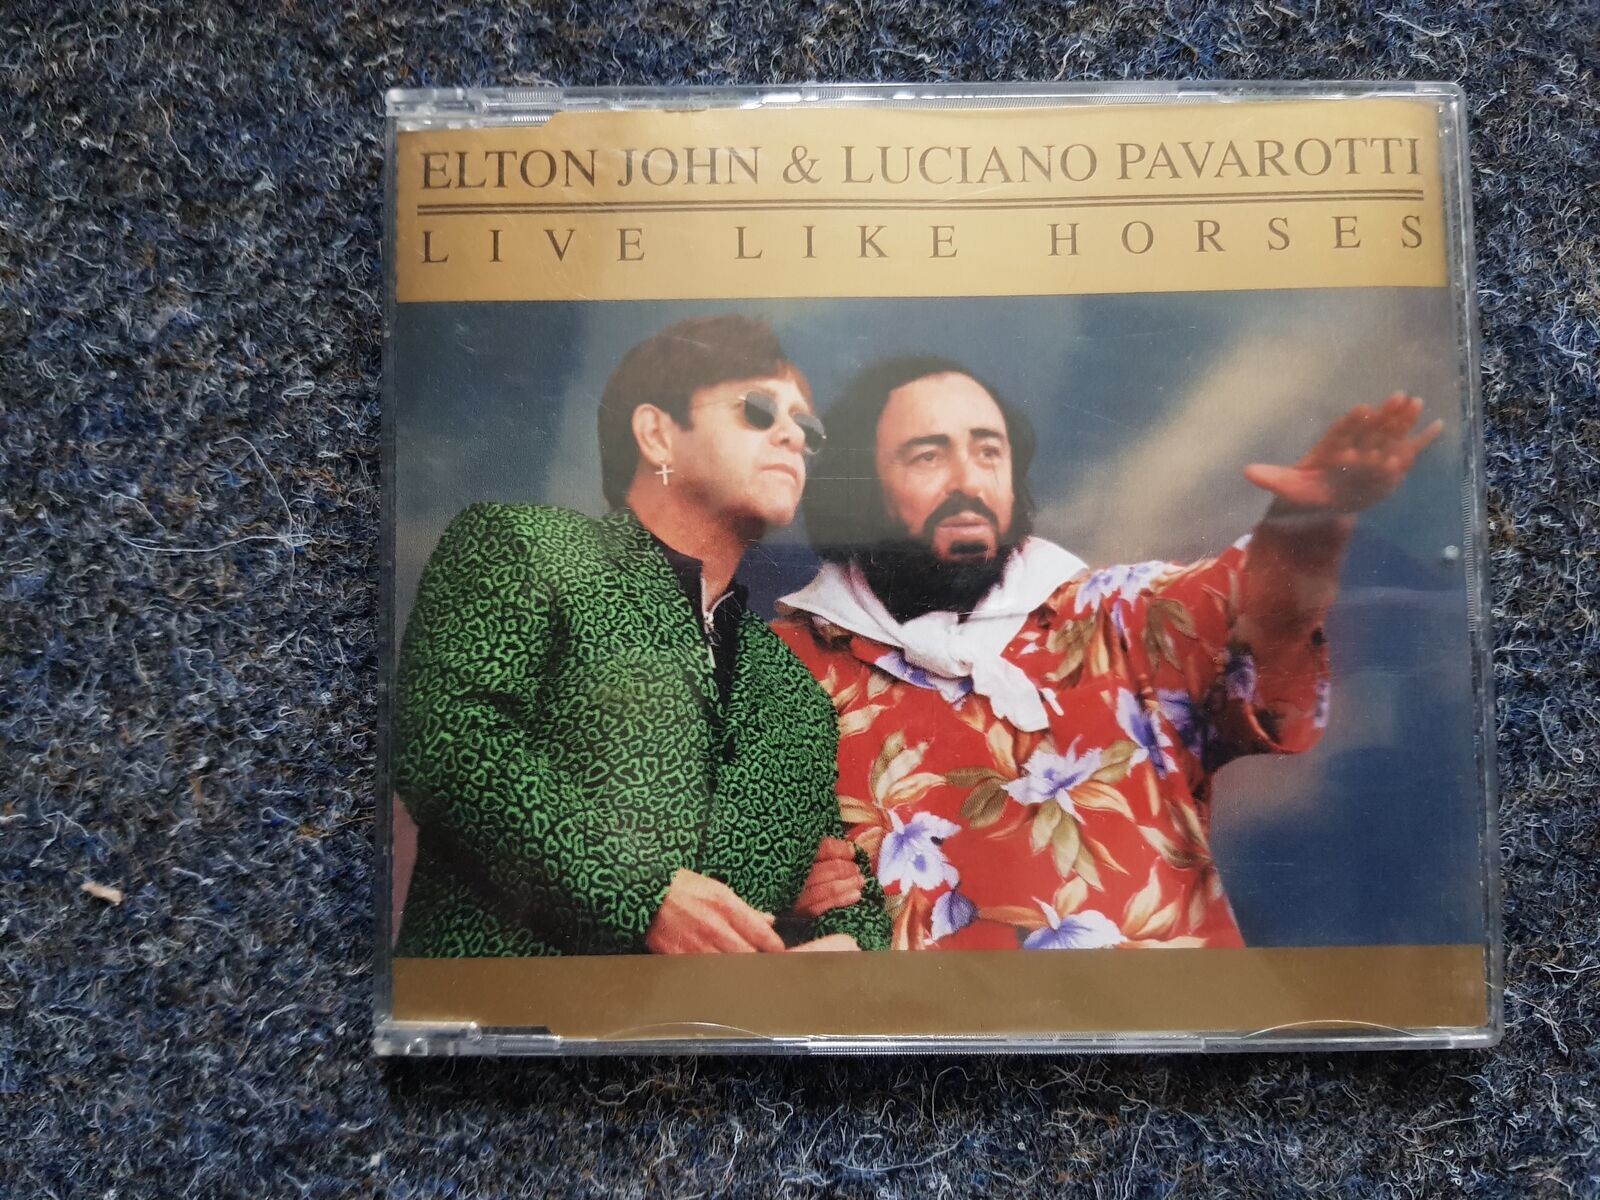 ELTON JOHN & LUCIANO PAVAROTTI
LIVE LIKE HORSES